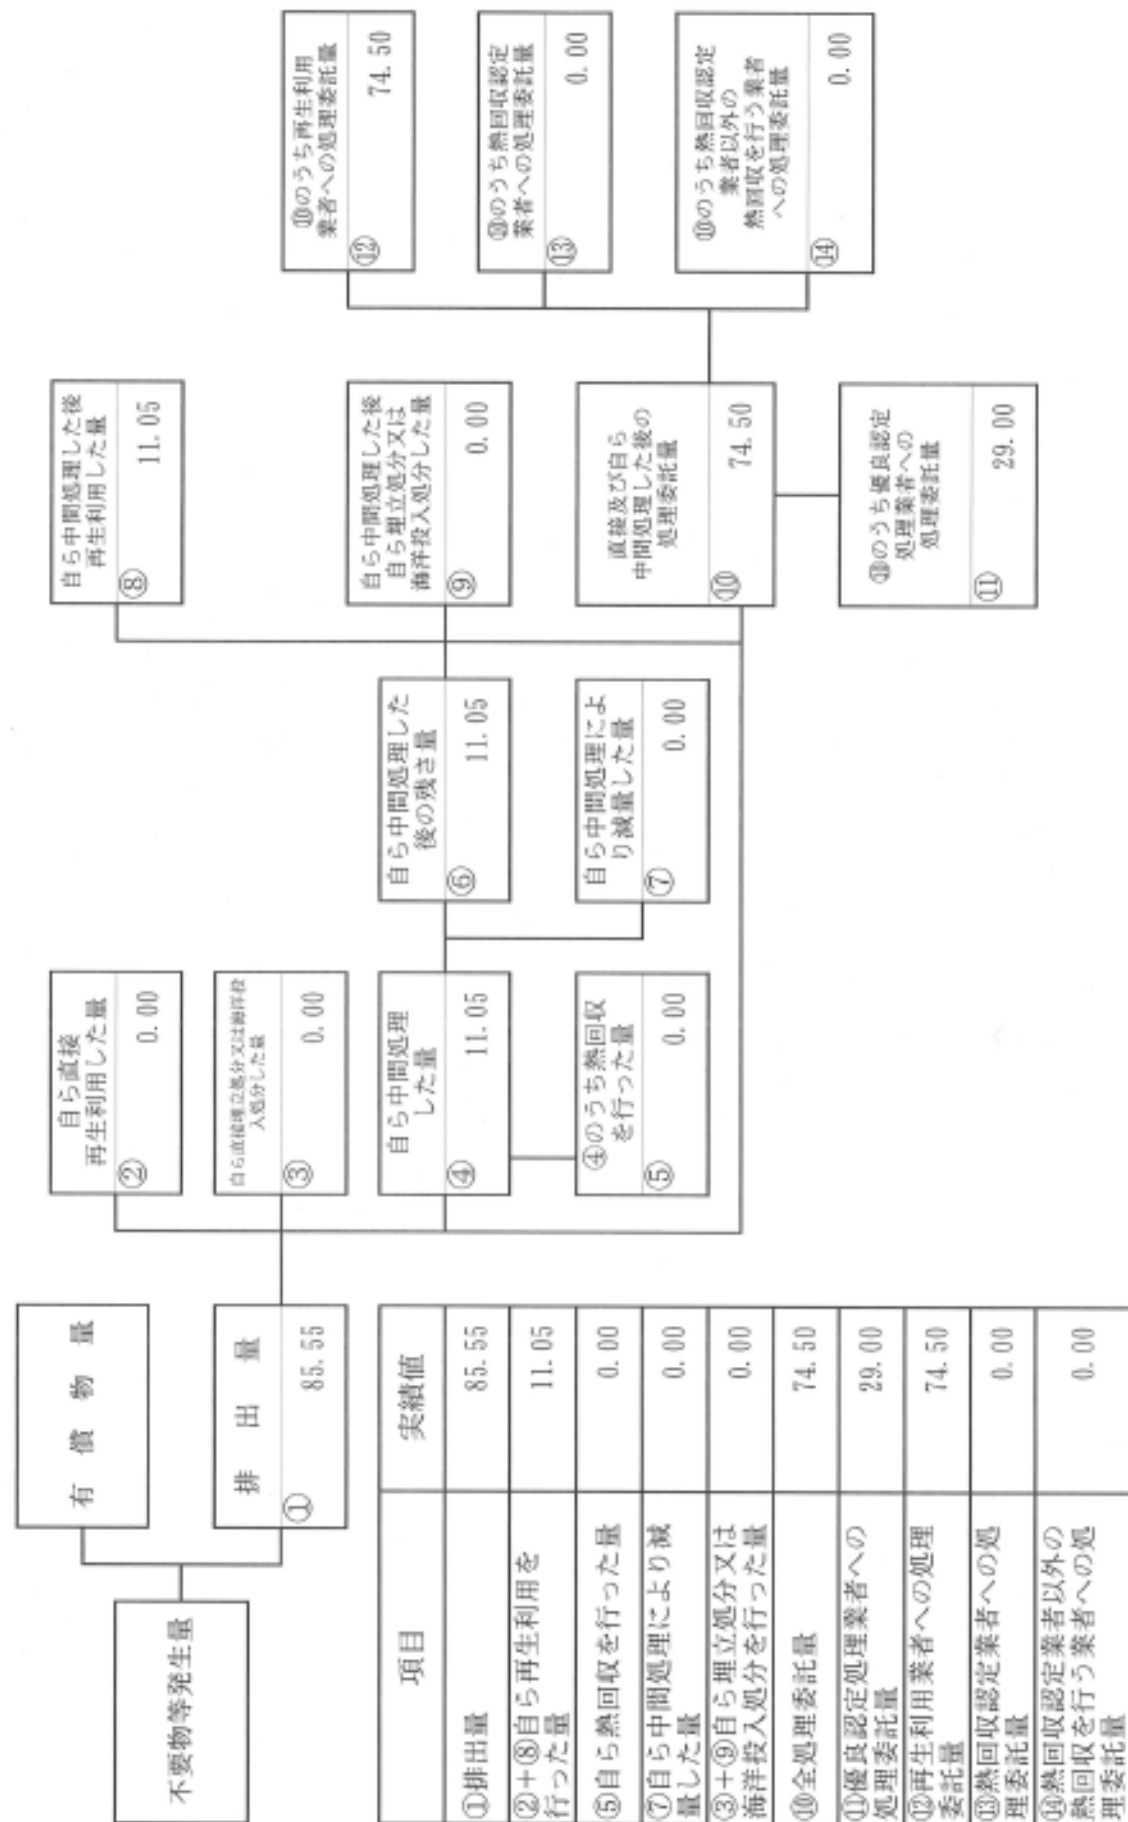 不要物等発生量
有償物量
排出量
① 85.55
自ら直接
再生利用した量
② 0.00
自ら直接埋立処分又は海洋投
入処分した量
③ 0.00
自ら中間処理
した量
④ 11.05
④のうち熱回収
を行った量
⑤ 0.00
自ら中間処理した
後の残さ量
⑥ 11.05
自ら中間処理によ
り減量した量
⑦ 0.00
自ら中間処理した後
再生利用した量
⑧ 11.05
自ら中間処理した後
自ら埋立処分又は
海洋投入処分した量
⑨ 0.00
直接及び自ら
中間処理した後の
処理委託量
⑩ 74.50
⑩のうち優良認定
処理業者への
処理委託量
⑪ 29.00
⑩のうち再生利用
業者への処理委託量
⑫ 74.50
⑩のうち熱回収認定
業者への処理委託量
⑬ 0.00
⑩のうち熱回収認定
業者以外の
熱回収を行う業者
への処理委託量
⑭ 0.00
項目 実績値
①排出量 85.55
②+⑧自ら再生利用を
行った量 11.05
⑤自ら熱回収を行った量 0.00
⑦自ら中間処理により減
量した量 0.00
③+⑨自ら埋立処分又は
海洋投入処分を行った量 0.00
⑩全処理委託量 74.50
⑪優良認定処理業者への
処理委託量 29.00
⑫再生利用業者への処理
委託量 74.50
⑬熱回収認定業者への処
理委託量 0.00
⑭熱回収認定業者以外の
熱回収を行う業者への処
理委託量 0.00